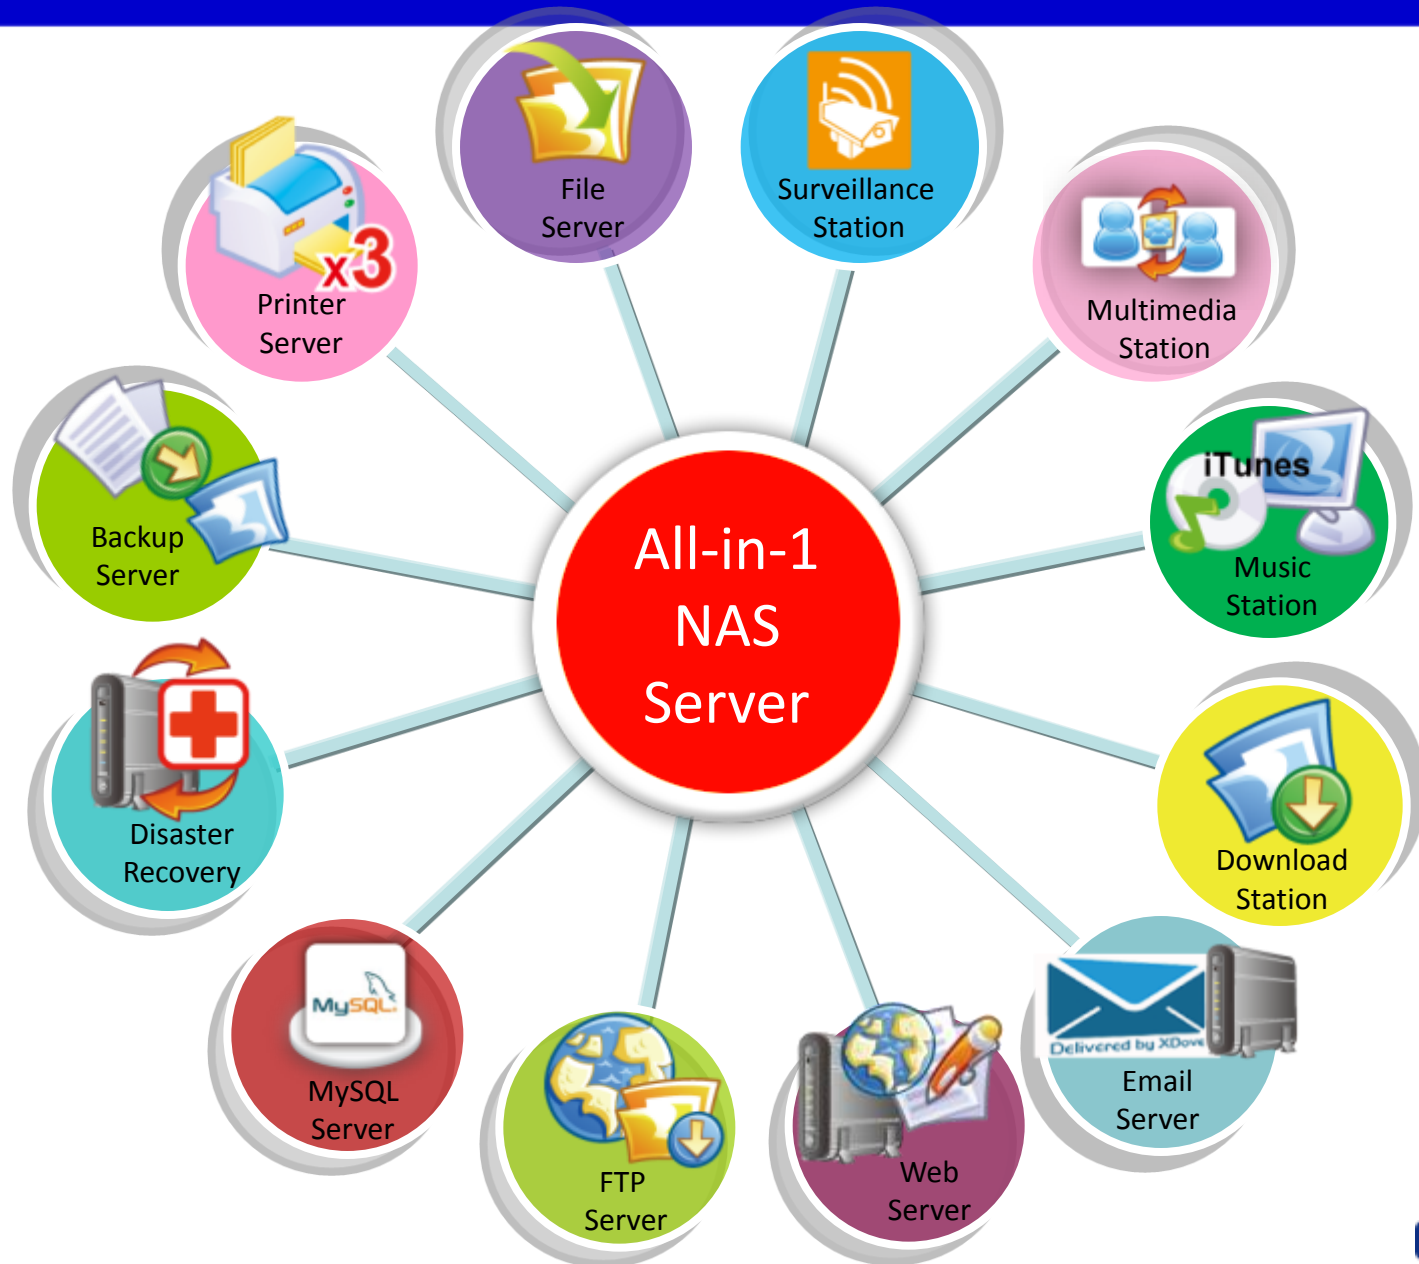 File
Server
Surveillance
Station
x3
Printer
Server
Multimedia
Station
iTunes
Music
Station
Backup
Server
All-in-1
NAS
Server
Disaster
Recovery
Download
Station
MySQL
MySQL
Server
Delivered by XDove
Email
Server
FTP
Server
Web
Server